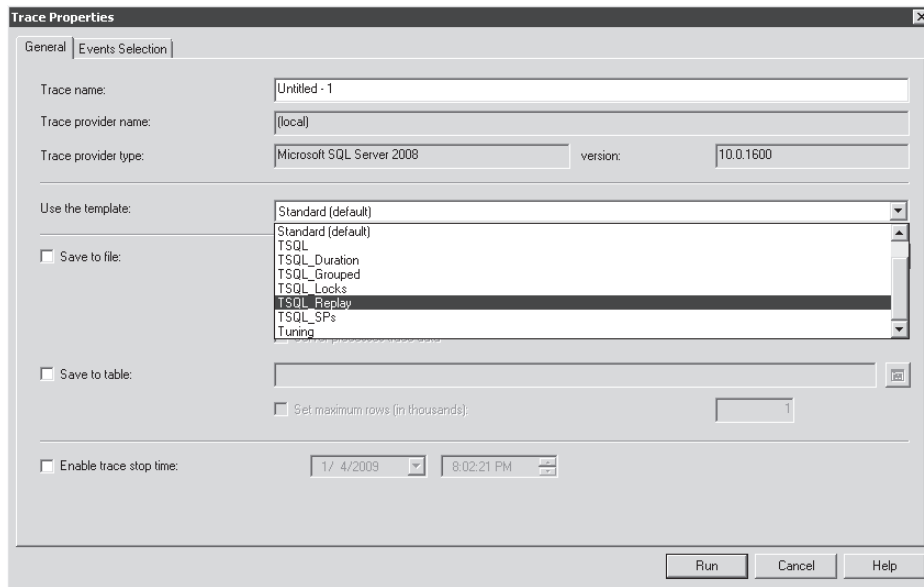 Trace Properties
General Events Selection
Trace name: Untitled - 1
Trace provider name: (local)
Trace provider type: Microsoft SQL Server 2008 version: 10.0.1600
Use the template: Standard (default)
Standard (default)
Save to file: TSQL
TSQL_Duration
TSQL_Grouped
TSQL_Locks
TSQL_Replay
TSQL_SPs
Tuning
Save to table:
Set maximum rows (in thousands): 1
Enable trace stop time: 1/ 4/2009 8:02:21 PM
Run Cancel Help